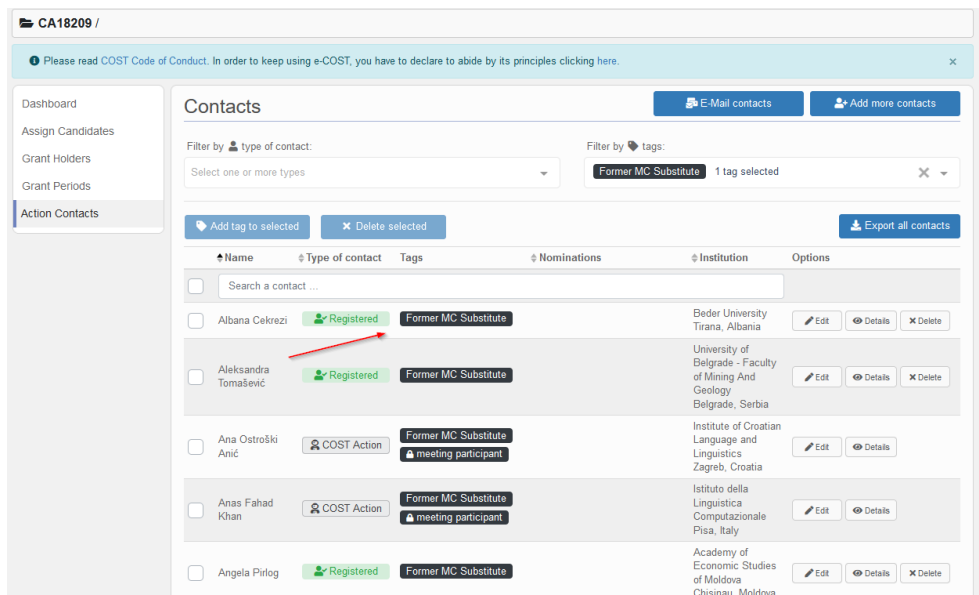 CA18209 /
Please read COST Code of Conduct. In order to keep using e-COST, you have to declare to abide by its principles clicking here. ×
Dashboard
Assign Candidates
Grant Holders
Grant Periods
Action Contacts
Contacts
E-Mail contacts
Add more contacts
Filter by type of contact:
Select one or more types
Filter by tags:
Former MC Substitute 1 tag selected
Add tag to selected
Delete selected
Export all contacts
Name Type of contact Tags Nominations Institution Options
Search a contact ...
Albana Cekrezi Registered Former MC Substitute
Beder University
Tirana, Albania
Edit Details Delete
Aleksandra
Tomašević
Registered Former MC Substitute
University of
Belgrade - Faculty
of Mining And
Geology
Belgrade, Serbia
Edit Details Delete
Ana Ostroški
Anić
COST Action
Former MC Substitute
meeting participant
Institute of Croatian
Language and
Linguistics
Zagreb, Croatia
Edit Details
Anas Fahad
Khan
COST Action
Former MC Substitute
meeting participant
Istituto della
Linguistica
Computazionale
Pisa, Italy
Edit Details
Angela Pirlog Registered Former MC Substitute
Academy of
Economic Studies
of Moldova
Chisinau, Moldova
Edit Details Delete